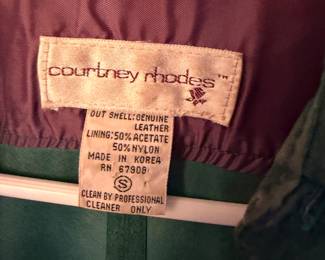 courtney rhodes™
OUT SHELL:GENUINE
LEATHER
LINING:50% ACETATE
50% NYLON
MADE IN KOREA
RN 67908
S
CLEAN BY PROFESSIONAL
CLEANER ONLY